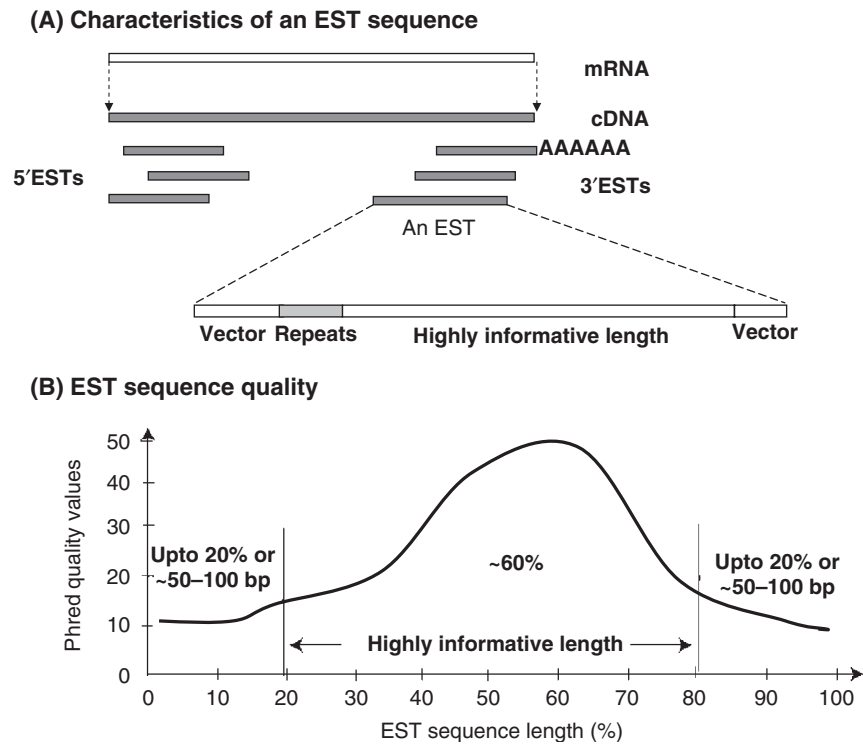 (A) Characteristics of an EST sequence
mRNA
cDNA
AAAAAA
5′ESTs
3′ESTs
An EST
Vector Repeats Highly informative length Vector
(B) EST sequence quality
Phred quality values
50
40
30
20
10
0
Upto 20% or
~50–100 bp
~60%
Upto 20% or
~50–100 bp
Highly informative length
0 10 20 30 40 50 60 70 80 90 100
EST sequence length (%)